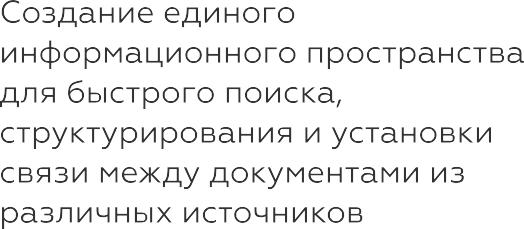 Создание единого
информационного пространства
для быстрого поиска,
структурирования и установки
связи между документами из
различных источников